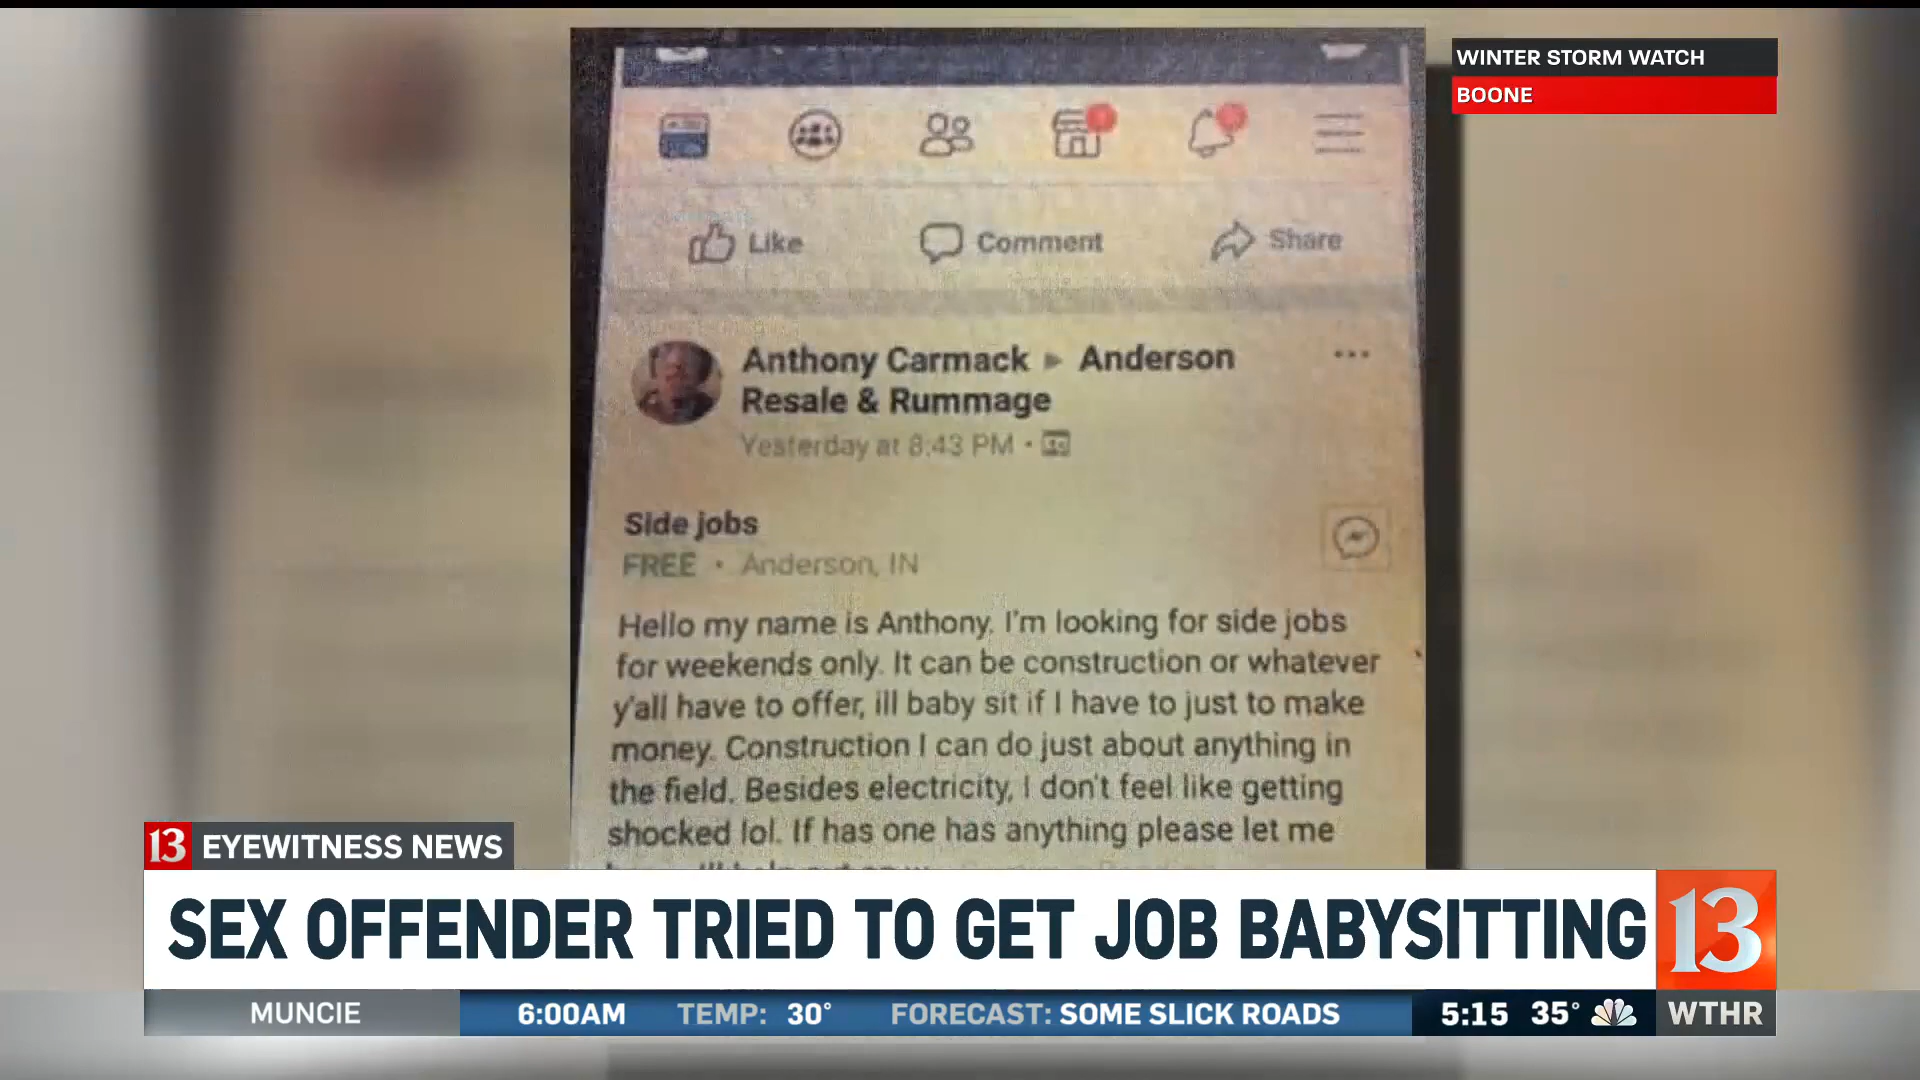 WINTER STORM WATCH
BOONE
Like Comment Share
Anthony Carmack ▸ Anderson
Resale & Rummage
Yesterday at 8:43 PM ·
Side jobs
FREE · Anderson, IN
Hello my name is Anthony. I'm looking for side jobs
for weekends only. It can be construction or whatever
y'all have to offer, ill baby sit if I have to just to make
money. Construction I can do just about anything in
the field. Besides electricity, I don't feel like getting
shocked lol. If has one has anything please let me
13 EYEWITNESS NEWS
SEX OFFENDER TRIED TO GET JOB BABYSITTING 13
MUNCIE 6:00AM TEMP: 30° FORECAST: SOME SLICK ROADS 5:15 35° WTHR